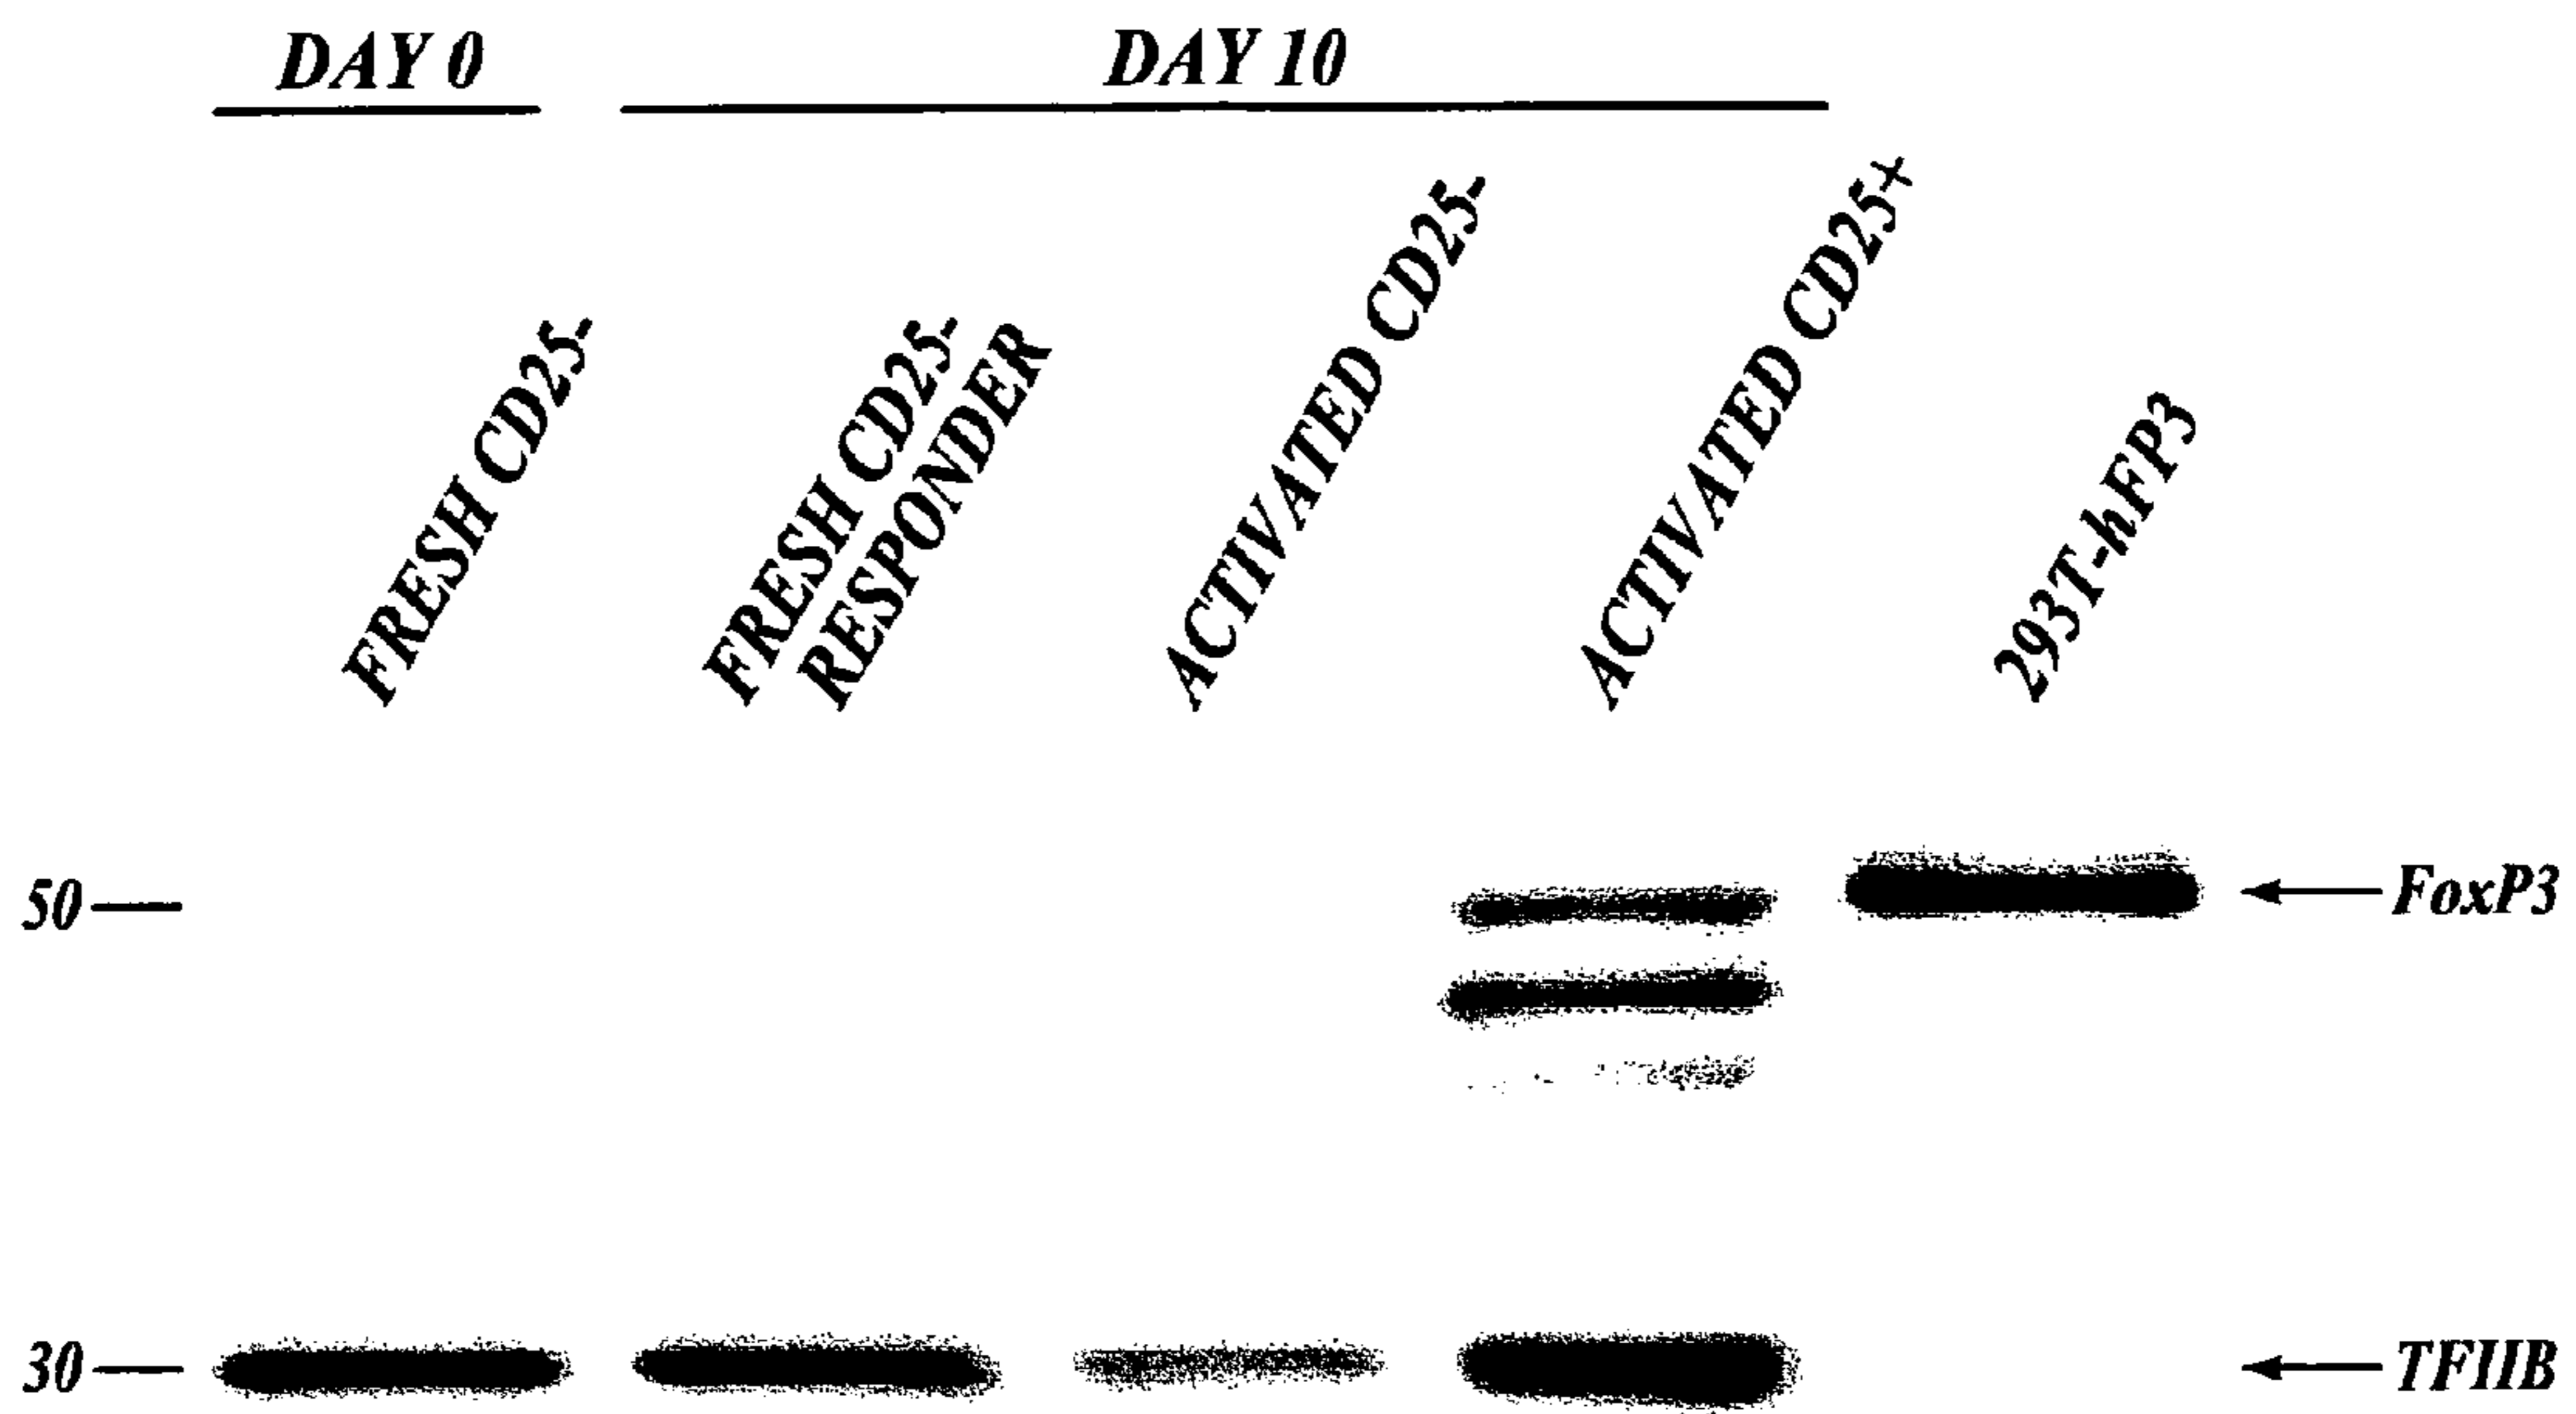 DAY 0
DAY 10
FRESH CD25-
FRESH CD25-
RESPONDER
ACTIVATED CD25-
ACTIVATED CD25+
293T-hFP3
50
FoxP3
30
TFIIB